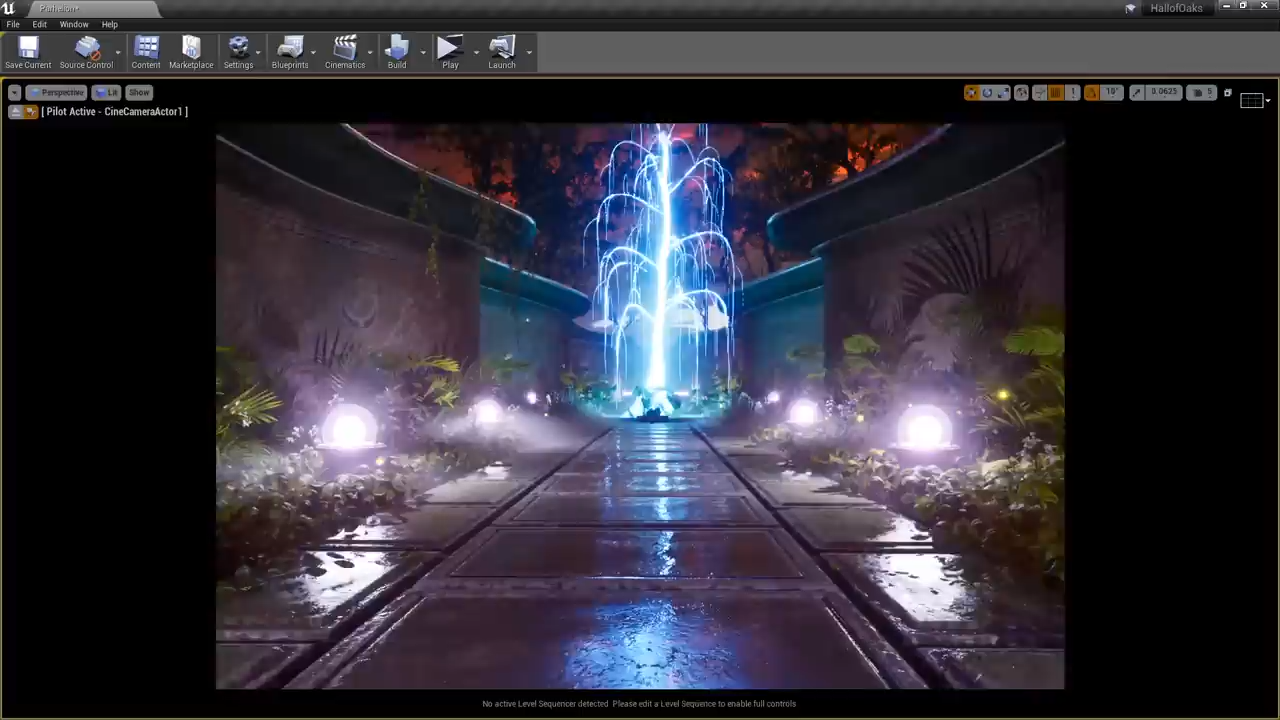 Parhelion*
HallofOaks
File Edit Window Help
Save Current Source Control Content Marketplace Settings Blueprints Cinematics Build Play Launch
Perspective Lit Show 10° 0.0625 5
[ Pilot Active - CineCameraActor1 ]
No active Level Sequencer detected. Please edit a Level Sequence to enable full controls